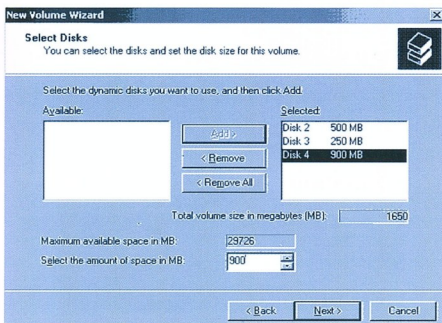 New Volume Wizard
Select Disks
You can select the disks and set the disk size for this volume.
Select the dynamic disks you want to use, and then click Add.
Available:
Selected:
Add >
< Remove
< Remove All
Disk 2 500 MB
Disk 3 250 MB
Disk 4 900 MB
Total volume size in megabytes (MB): 1650
Maximum available space in MB: 29726
Select the amount of space in MB: 900
< Back
Next >
Cancel